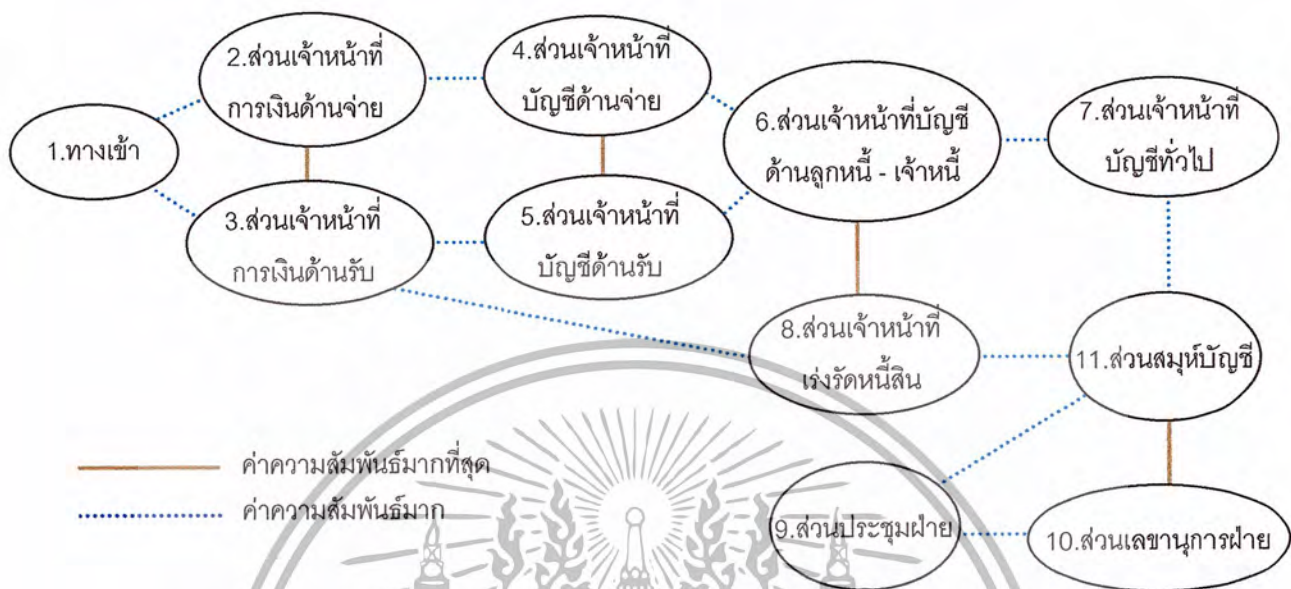 1.ทางเข้า
2.ส่วนเจ้าหน้าที่
การเงินด้านจ่าย
3.ส่วนเจ้าหน้าที่
การเงินด้านรับ
4.ส่วนเจ้าหน้าที่
บัญชีด้านจ่าย
5.ส่วนเจ้าหน้าที่
บัญชีด้านรับ
6.ส่วนเจ้าหน้าที่บัญชี
ด้านลูกหนี้ - เจ้าหนี้
7.ส่วนเจ้าหน้าที่
บัญชีทั่วไป
8.ส่วนเจ้าหน้าที่
เร่งรัดหนี้สิน
11.ส่วนสมุห์บัญชี
9.ส่วนประชุมฝ่าย
10.ส่วนเลขานุการฝ่าย
ค่าความสัมพันธ์มากที่สุด
ค่าความสัมพันธ์มาก